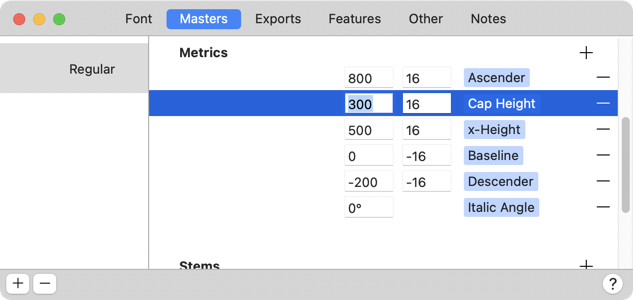 Font Masters Exports Features Other Notes
Regular
Metrics +
800 16 Ascender —
300 16 Cap Height —
500 16 x-Height —
0 -16 Baseline —
-200 -16 Descender —
0° Italic Angle —
Stems +
+ — ?